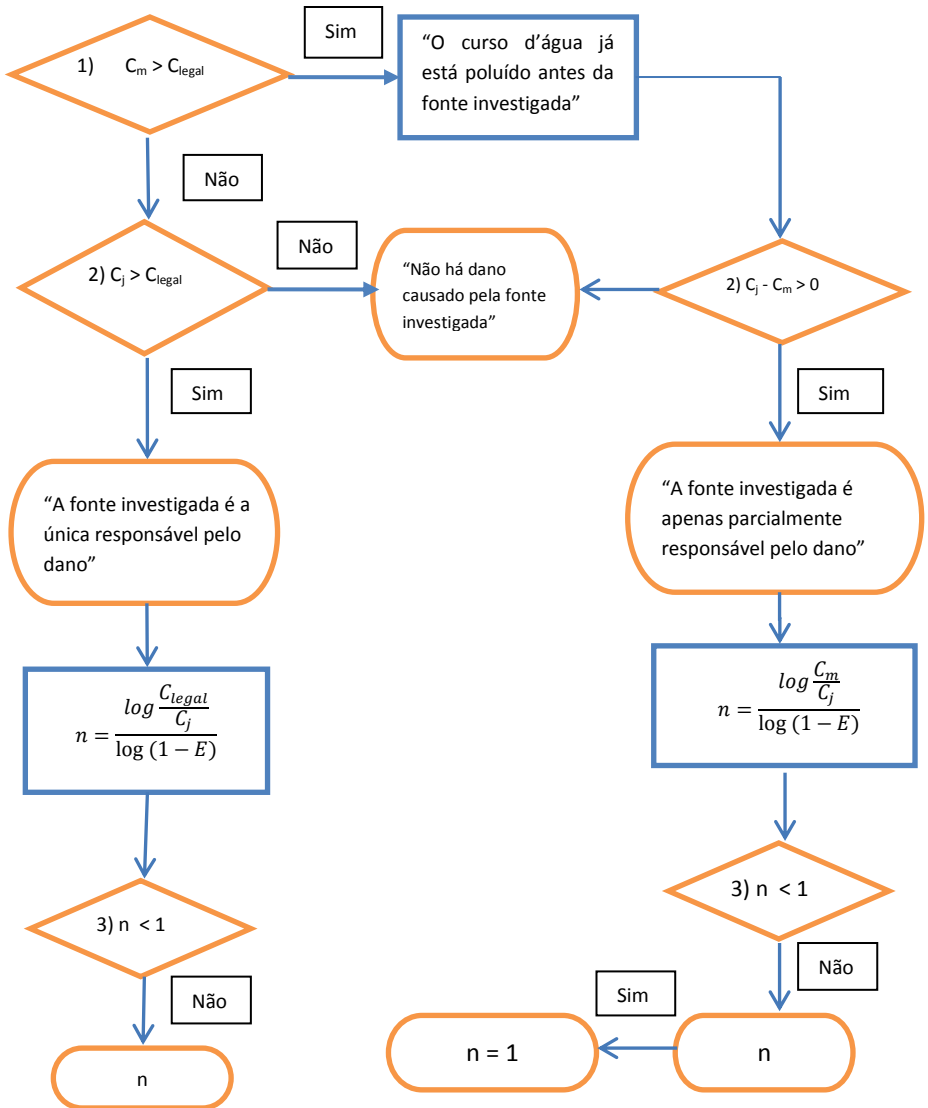 1) Cm > Clegal
Sim
“O curso d’água já
está poluído antes da
fonte investigada”
Não
2) Cj > Clegal
Não
“Não há dano
causado pela fonte
investigada”
2) Cj - Cm > 0
Sim
Sim
“A fonte investigada é a
única responsável pelo
dano”
“A fonte investigada é
apenas parcialmente
responsável pelo dano”
n = log Clegal/Cj / log (1 − E)
n = log Cm/Cj / log (1 − E)
3) n < 1
3) n < 1
Não
Não
Sim
n
n = 1
n